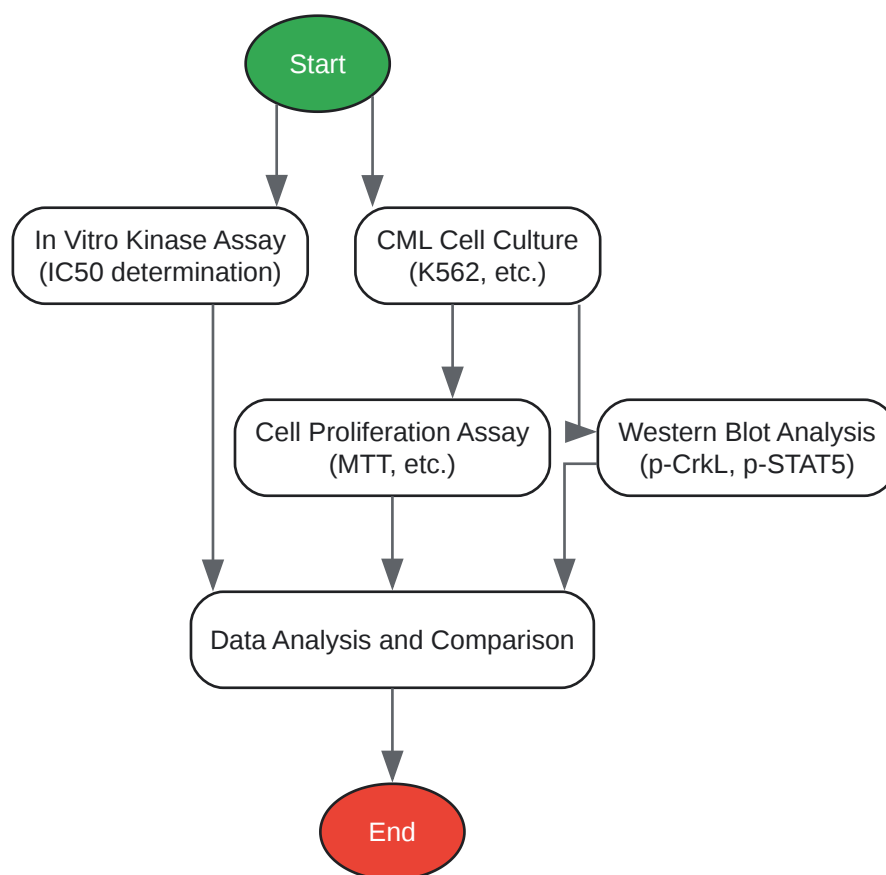 Start
In Vitro Kinase Assay
(IC50 determination)
CML Cell Culture
(K562, etc.)
Cell Proliferation Assay
(MTT, etc.)
Western Blot Analysis
(p-CrkL, p-STAT5)
Data Analysis and Comparison
End